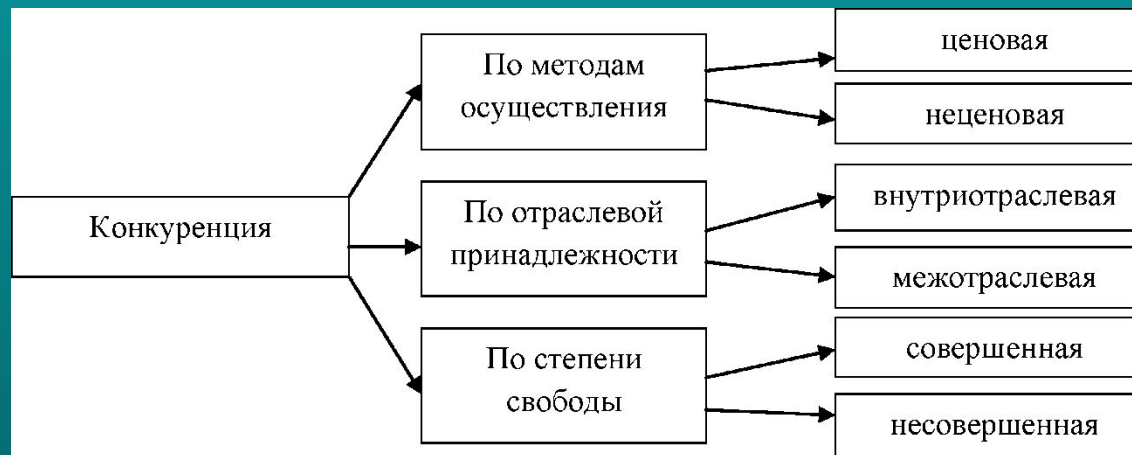 Конкуренция
По методам
осуществления
ценовая
неценовая
По отраслевой
принадлежности
внутриотраслевая
межотраслевая
По степени
свободы
совершенная
несовершенная